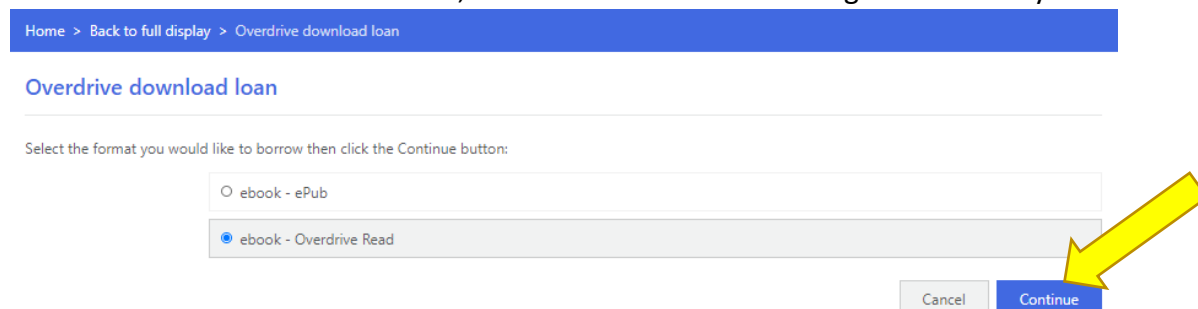 Home > Back to full display > Overdrive download loan
Overdrive download loan
Select the format you would like to borrow then click the Continue button:
ebook - ePub
ebook - Overdrive Read
Cancel Continue